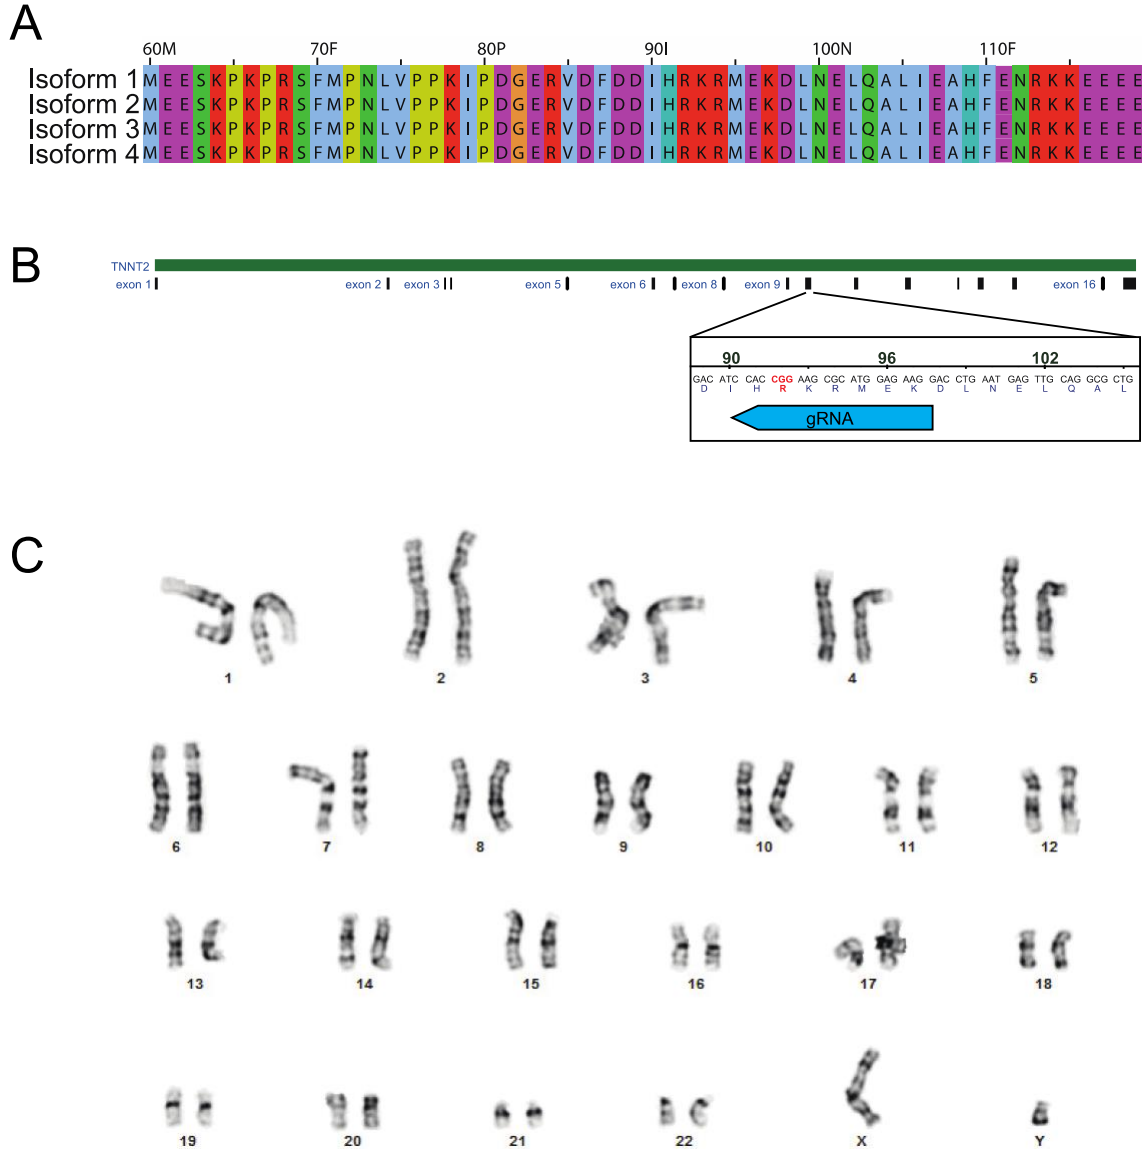 A
60M 70F 80P 90I 100N 110F
Isoform 1 MEESKPKPRSFMPNLVPPKIPDGERVDFDDIHRKRMEKDLNELQALIEAHFENRKKEEEE
Isoform 2 MEESKPKPRSFMPNLVPPKIPDGERVDFDDIHRKRMEKDLNELQALIEAHFENRKKEEEE
Isoform 3 MEESKPKPRSFMPNLVPPKIPDGERVDFDDIHRKRMEKDLNELQALIEAHFENRKKEEEE
Isoform 4 MEESKPKPRSFMPNLVPPKIPDGERVDFDDIHRKRMEKDLNELQALIEAHFENRKKEEEE
B
TNNT2
exon 1 exon 2 exon 3 exon 5 exon 6 exon 8 exon 9 exon 16
90 96 102
GAC ATC CAC CGG AAG CGC ATG GAG AAG GAC CTG AAT GAG TTG CAG GCG CTG
D I H R K R M E K D L N E L Q A L
gRNA
C
1 2 3 4 5
6 7 8 9 10 11 12
13 14 15 16 17 18
19 20 21 22 X Y